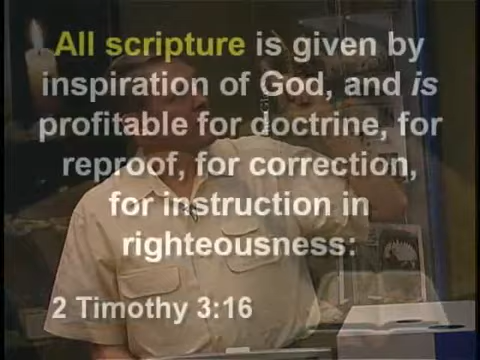 All scripture is given by
inspiration of God, and is
profitable for doctrine, for
reproof, for correction,
for instruction in
righteousness:
2 Timothy 3:16